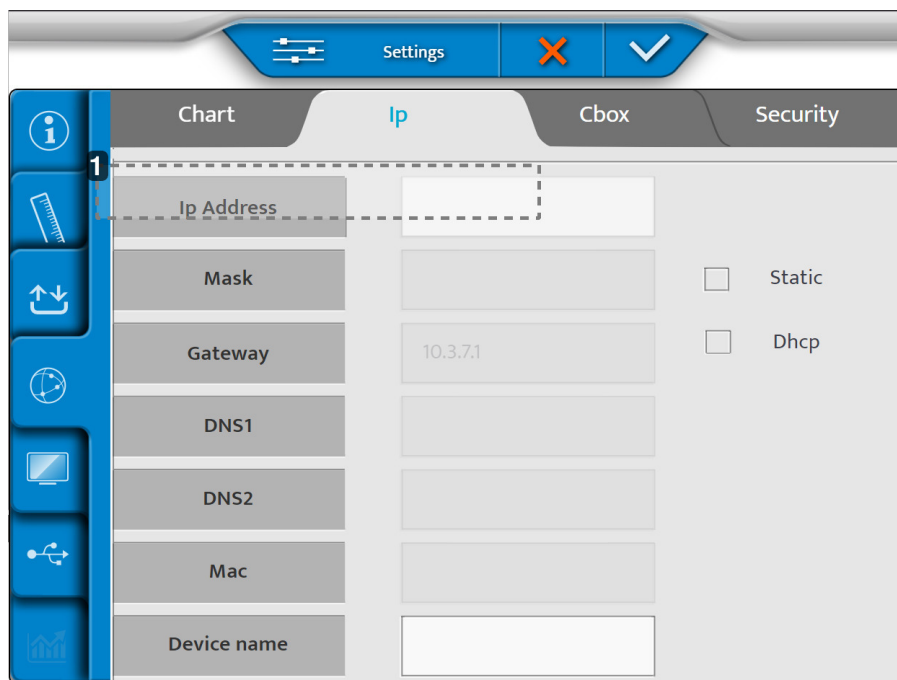 Settings
Chart Ip Cbox Security
1
Ip Address
Mask
Static
Gateway 10.3.7.1
Dhcp
DNS1
DNS2
Mac
Device name